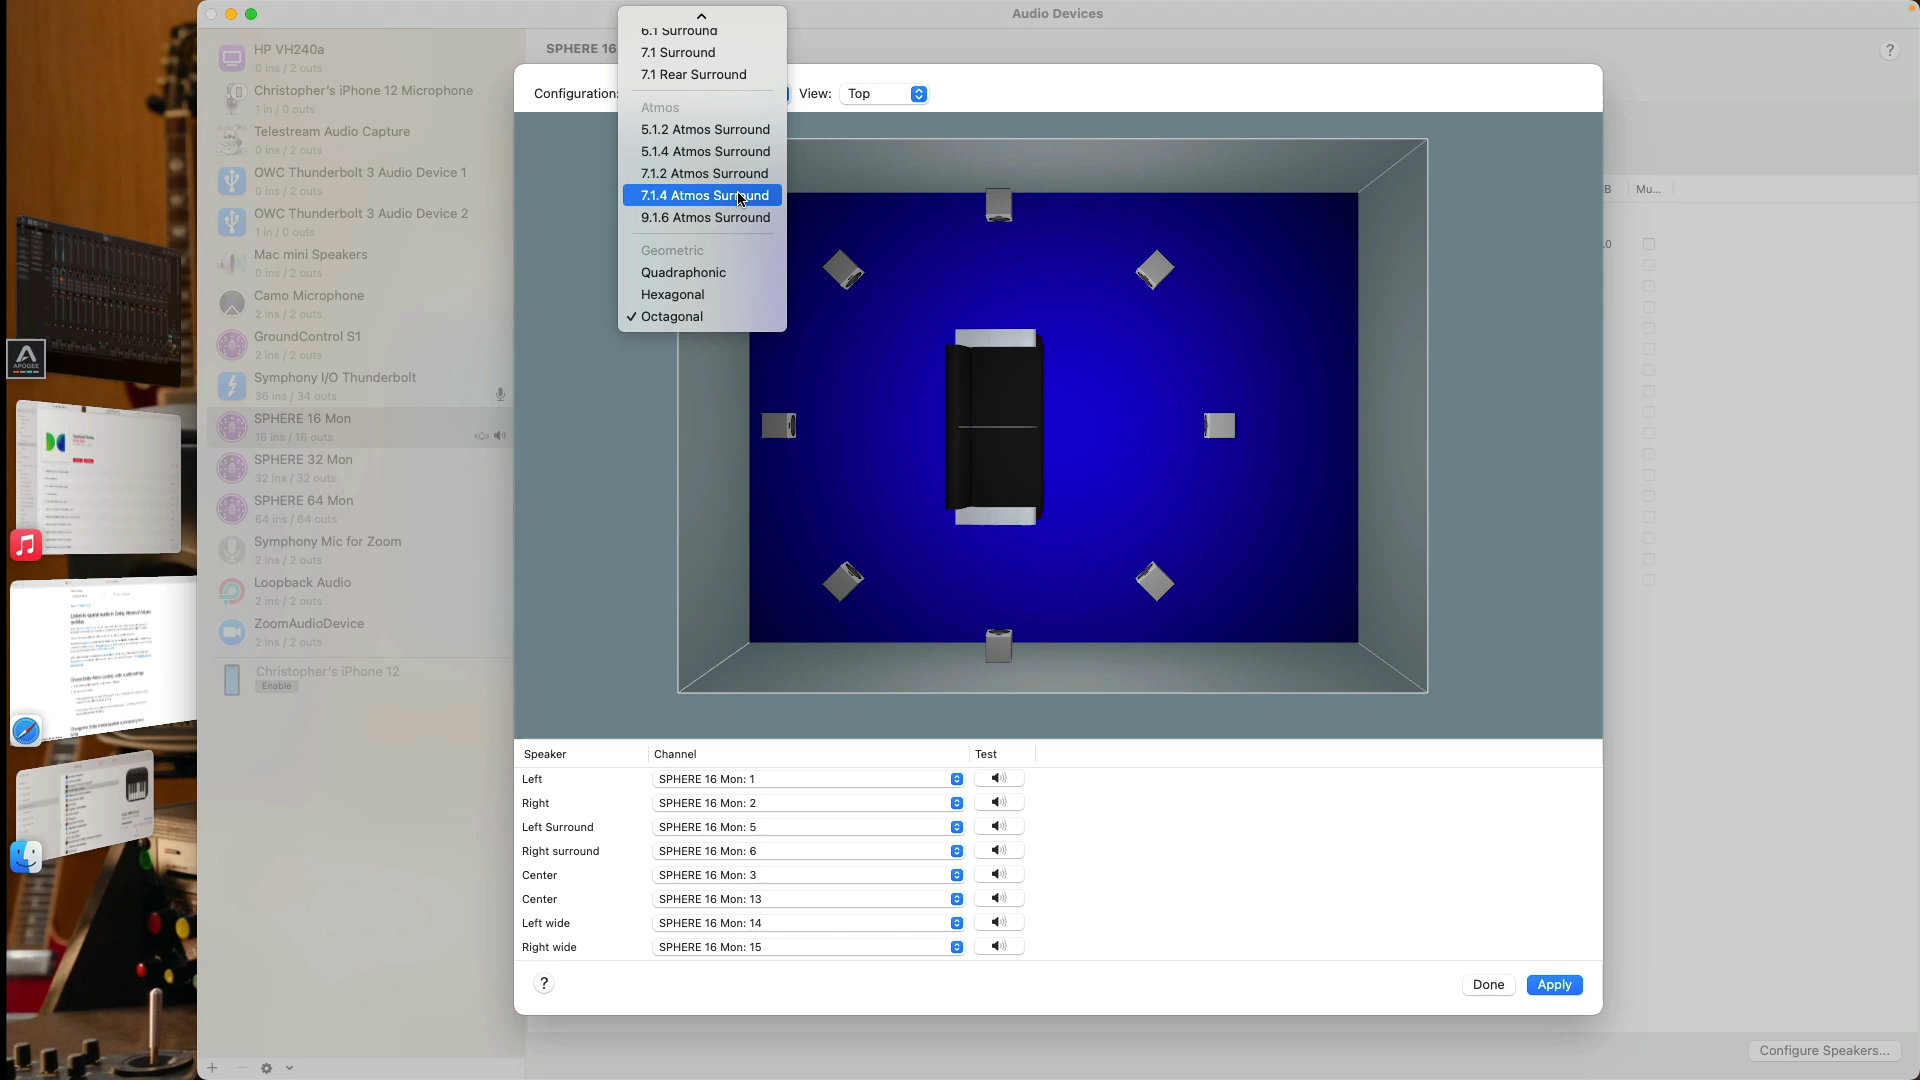 Audio Devices
HP VH240a
0 ins / 2 outs
Christopher's iPhone 12 Microphone
1 in / 0 outs
Telestream Audio Capture
0 ins / 2 outs
OWC Thunderbolt 3 Audio Device 1
0 ins / 2 outs
OWC Thunderbolt 3 Audio Device 2
1 in / 0 outs
Mac mini Speakers
0 ins / 2 outs
Camo Microphone
2 ins / 2 outs
GroundControl S1
2 ins / 2 outs
Symphony I/O Thunderbolt
36 ins / 34 outs
SPHERE 16 Mon
16 ins / 16 outs
SPHERE 32 Mon
32 ins / 32 outs
SPHERE 64 Mon
64 ins / 64 outs
Symphony Mic for Zoom
2 ins / 2 outs
Loopback Audio
2 ins / 2 outs
ZoomAudioDevice
2 ins / 2 outs
Christopher's iPhone 12
Enable
APOGEE
SPHERE 16
?
Configuration:
View: Top
6.1 Surround
7.1 Surround
7.1 Rear Surround
Atmos
5.1.2 Atmos Surround
5.1.4 Atmos Surround
7.1.2 Atmos Surround
7.1.4 Atmos Surround
9.1.6 Atmos Surround
Geometric
Quadraphonic
Hexagonal
✓ Octagonal
B Mu...
.0
Speaker Channel Test
Left SPHERE 16 Mon: 1
Right SPHERE 16 Mon: 2
Left Surround SPHERE 16 Mon: 5
Right surround SPHERE 16 Mon: 6
Center SPHERE 16 Mon: 3
Center SPHERE 16 Mon: 13
Left wide SPHERE 16 Mon: 14
Right wide SPHERE 16 Mon: 15
? Done Apply
Configure Speakers...